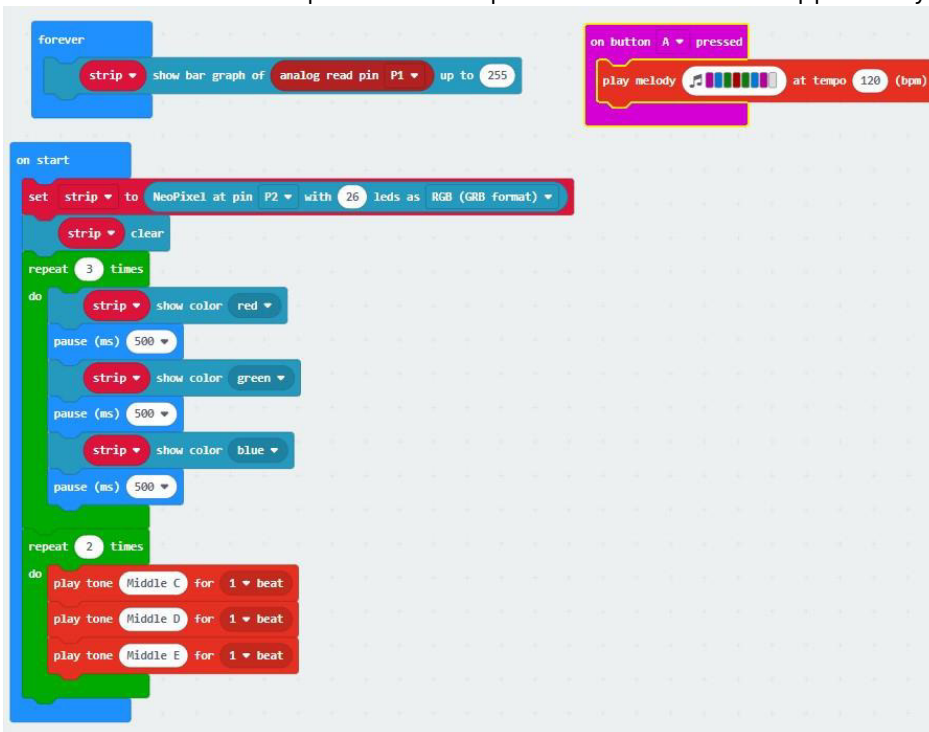 forever
strip show bar graph of analog read pin P1 up to 255
on button A pressed
play melody at tempo 120 (bpm)
on start
set strip to NeoPixel at pin P2 with 26 leds as RGB (GRB format)
strip clear
repeat 3 times
do
strip show color red
pause (ms) 500
strip show color green
pause (ms) 500
strip show color blue
pause (ms) 500
repeat 2 times
do play tone Middle C for 1 beat
play tone Middle D for 1 beat
play tone Middle E for 1 beat